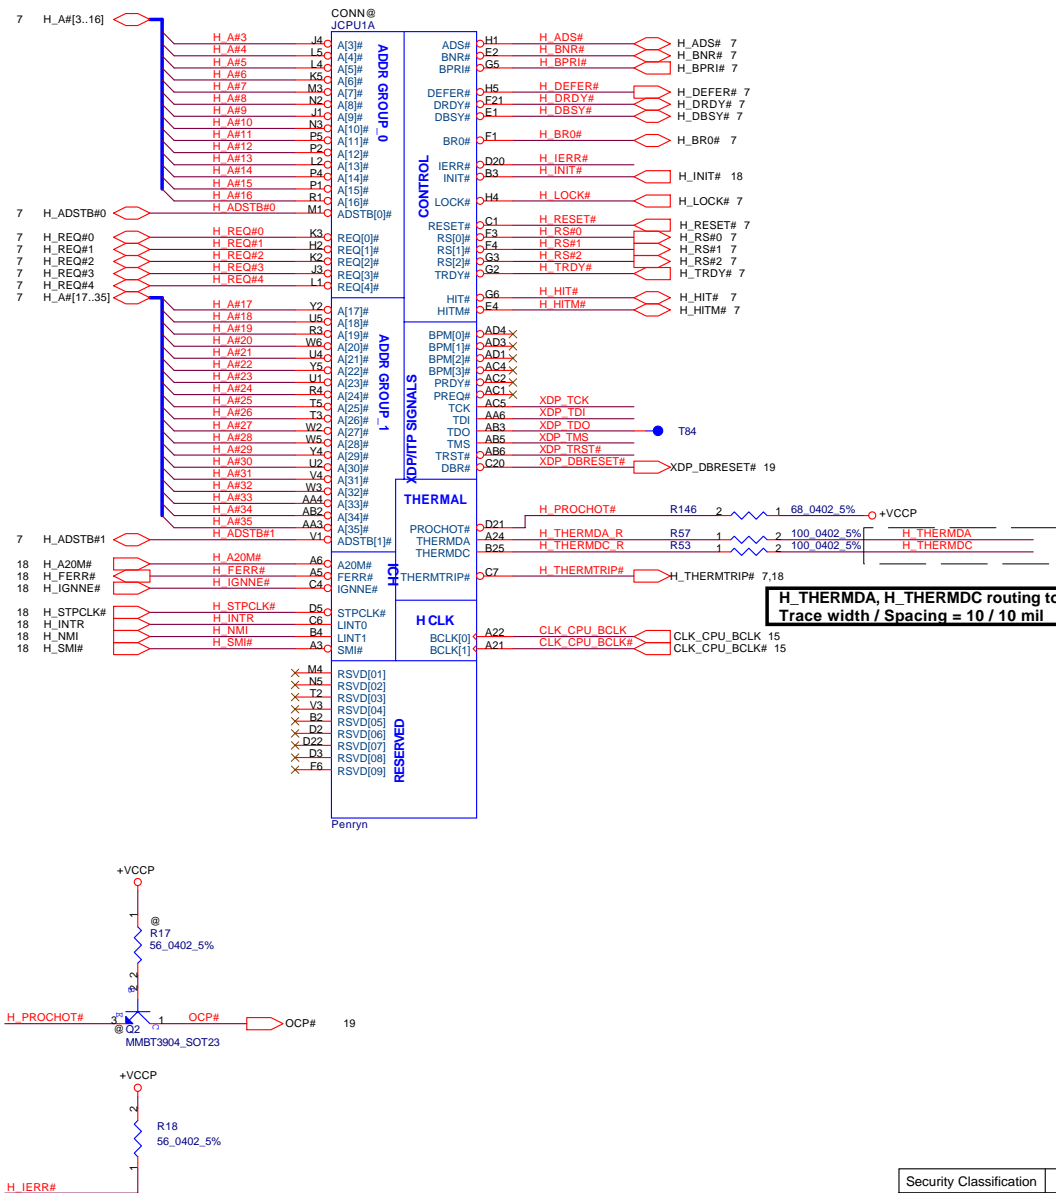 CONN@
JCPU1A
7 H_A#[3..16]
H_A#3 J4 A[3]# ADS# H1 H_ADS# H_ADS# 7
H_A#4 L5 A[4]# BNR# E2 H_BNR# H_BNR# 7
H_A#5 L4 A[5]# BPRI# G5 H_BPRI# H_BPRI# 7
H_A#6 K5 A[6]#
H_A#7 M3 A[7]# DEFER# H5 H_DEFER# H_DEFER# 7
H_A#8 N2 A[8]# DRDY# F21 H_DRDY# H_DRDY# 7
H_A#9 J1 A[9]# DBSY# E1 H_DBSY# H_DBSY# 7
H_A#10 N3 A[10]#
H_A#11 P5 A[11]# BR0# F1 H_BR0# H_BR0# 7
H_A#12 P2 A[12]#
H_A#13 L2 A[13]# IERR# D20 H_IERR#
H_A#14 P4 A[14]# INIT# B3 H_INIT# H_INIT# 18
H_A#15 P1 A[15]#
H_A#16 R1 A[16]# LOCK# H4 H_LOCK# H_LOCK# 7
7 H_ADSTB#0 H_ADSTB#0 M1 ADSTB[0]#
ADDR GROUP_0
CONTROL
RESET# C1 H_RESET# H_RESET# 7
7 H_REQ#0 H_REQ#0 K3 REQ[0]# RS[0]# F3 H_RS#0 H_RS#0 7
7 H_REQ#1 H_REQ#1 H2 REQ[1]# RS[1]# F4 H_RS#1 H_RS#1 7
7 H_REQ#2 H_REQ#2 K2 REQ[2]# RS[2]# G3 H_RS#2 H_RS#2 7
7 H_REQ#3 H_REQ#3 J3 REQ[3]# TRDY# G2 H_TRDY# H_TRDY# 7
7 H_REQ#4 H_REQ#4 L1 REQ[4]#
7 H_A#[17..35] HIT# G6 H_HIT# H_HIT# 7
H_A#17 Y2 A[17]# HITM# E4 H_HITM# H_HITM# 7
H_A#18 U5 A[18]#
H_A#19 R3 A[19]# BPM[0]# AD4
H_A#20 W6 A[20]# BPM[1]# AD3
H_A#21 U4 A[21]# BPM[2]# AD1
H_A#22 Y5 A[22]# BPM[3]# AC4
H_A#23 U1 A[23]# PRDY# AC2
H_A#24 R4 A[24]# PREQ# AC1
H_A#25 T5 A[25]# TCK AC5 XDP_TCK
H_A#26 T3 A[26]# TDI AA6 XDP_TDI
H_A#27 W2 A[27]# TDO AB3 XDP_TDO T84
H_A#28 W5 A[28]# TMS AB5 XDP_TMS
H_A#29 Y4 A[29]# TRST# AB6 XDP_TRST#
H_A#30 U2 A[30]# DBR# C20 XDP_DBRESET# XDP_DBRESET# 19
H_A#31 V4 A[31]#
H_A#32 W3 A[32]#
H_A#33 AA4 A[33]#
H_A#34 AB2 A[34]#
H_A#35 AA3 A[35]#
7 H_ADSTB#1 H_ADSTB#1 V1 ADSTB[1]#
ADDR GROUP_1
XDP/ITP SIGNALS
THERMAL
PROCHOT# D21 H_PROCHOT# R146 2 1 68_0402_5% +VCCP
THERMDA A24 H_THERMDA_R R57 1 2 100_0402_5% H_THERMDA
THERMDC B25 H_THERMDC_R R53 1 2 100_0402_5% H_THERMDC
18 H_A20M# H_A20M# A6 A20M#
18 H_FERR# H_FERR# A5 FERR# THERMTRIP# C7 H_THERMTRIP# H_THERMTRIP# 7,18
18 H_IGNNE# H_IGNNE# C4 IGNNE#
ICH
H_THERMDA, H_THERMDC routing to
Trace width / Spacing = 10 / 10 mil
18 H_STPCLK# H_STPCLK# D5 STPCLK#
H CLK
18 H_INTR H_INTR C6 LINT0
18 H_NMI H_NMI B4 LINT1 BCLK[0] A22 CLK_CPU_BCLK CLK_CPU_BCLK 15
18 H_SMI# H_SMI# A3 SMI# BCLK[1] A21 CLK_CPU_BCLK# CLK_CPU_BCLK# 15
M4 RSVD[01]
N5 RSVD[02]
T2 RSVD[03]
V3 RSVD[04]
B2 RSVD[05]
D2 RSVD[06]
D22 RSVD[07]
D3 RSVD[08]
F6 RSVD[09]
RESERVED
Penryn
+VCCP
1
@
R17
56_0402_5%
2
2
B
H_PROCHOT# 3 E C 1 OCP# OCP# 19
@ Q2
MMBT3904_SOT23
+VCCP
2
R18
56_0402_5%
1
H_IERR#
Security Classification